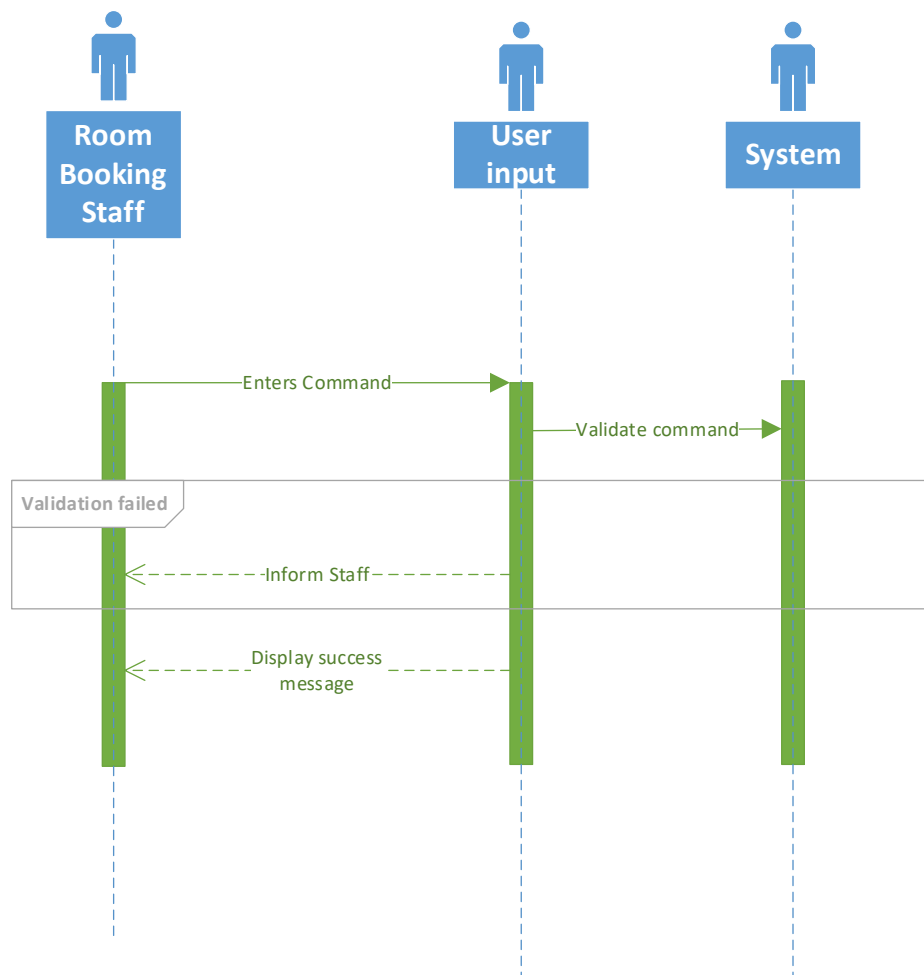 Room
Booking
Staff
User
input
System
Enters Command
Validate command
Validation failed
Inform Staff
Display success
message